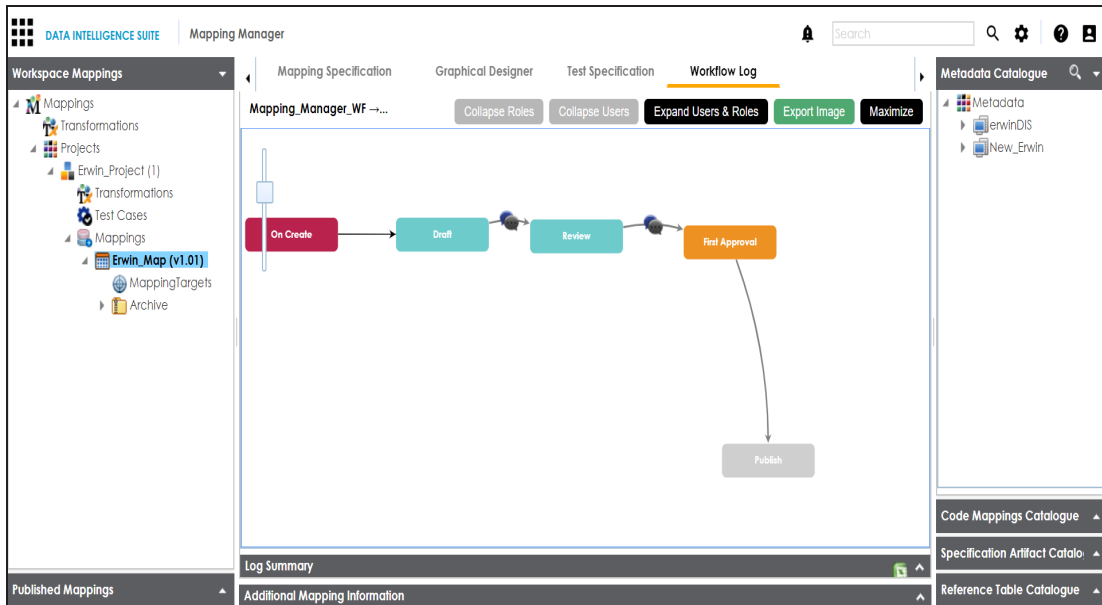 DATA INTELLIGENCE SUITE
Mapping Manager
Search
Workspace Mappings
Mappings
Transformations
Projects
Erwin_Project (1)
Transformations
Test Cases
Mappings
Erwin_Map (v1.01)
MappingTargets
Archive
Published Mappings
Mapping Specification
Graphical Designer
Test Specification
Workflow Log
Mapping_Manager_WF →...
Collapse Roles
Collapse Users
Expand Users & Roles
Export Image
Maximize
On Create
Draft
Review
First Approval
Publish
Log Summary
Additional Mapping Information
Metadata Catalogue
Metadata
erwinDIS
New_Erwin
Code Mappings Catalogue
Specification Artifact Catalo
Reference Table Catalogue